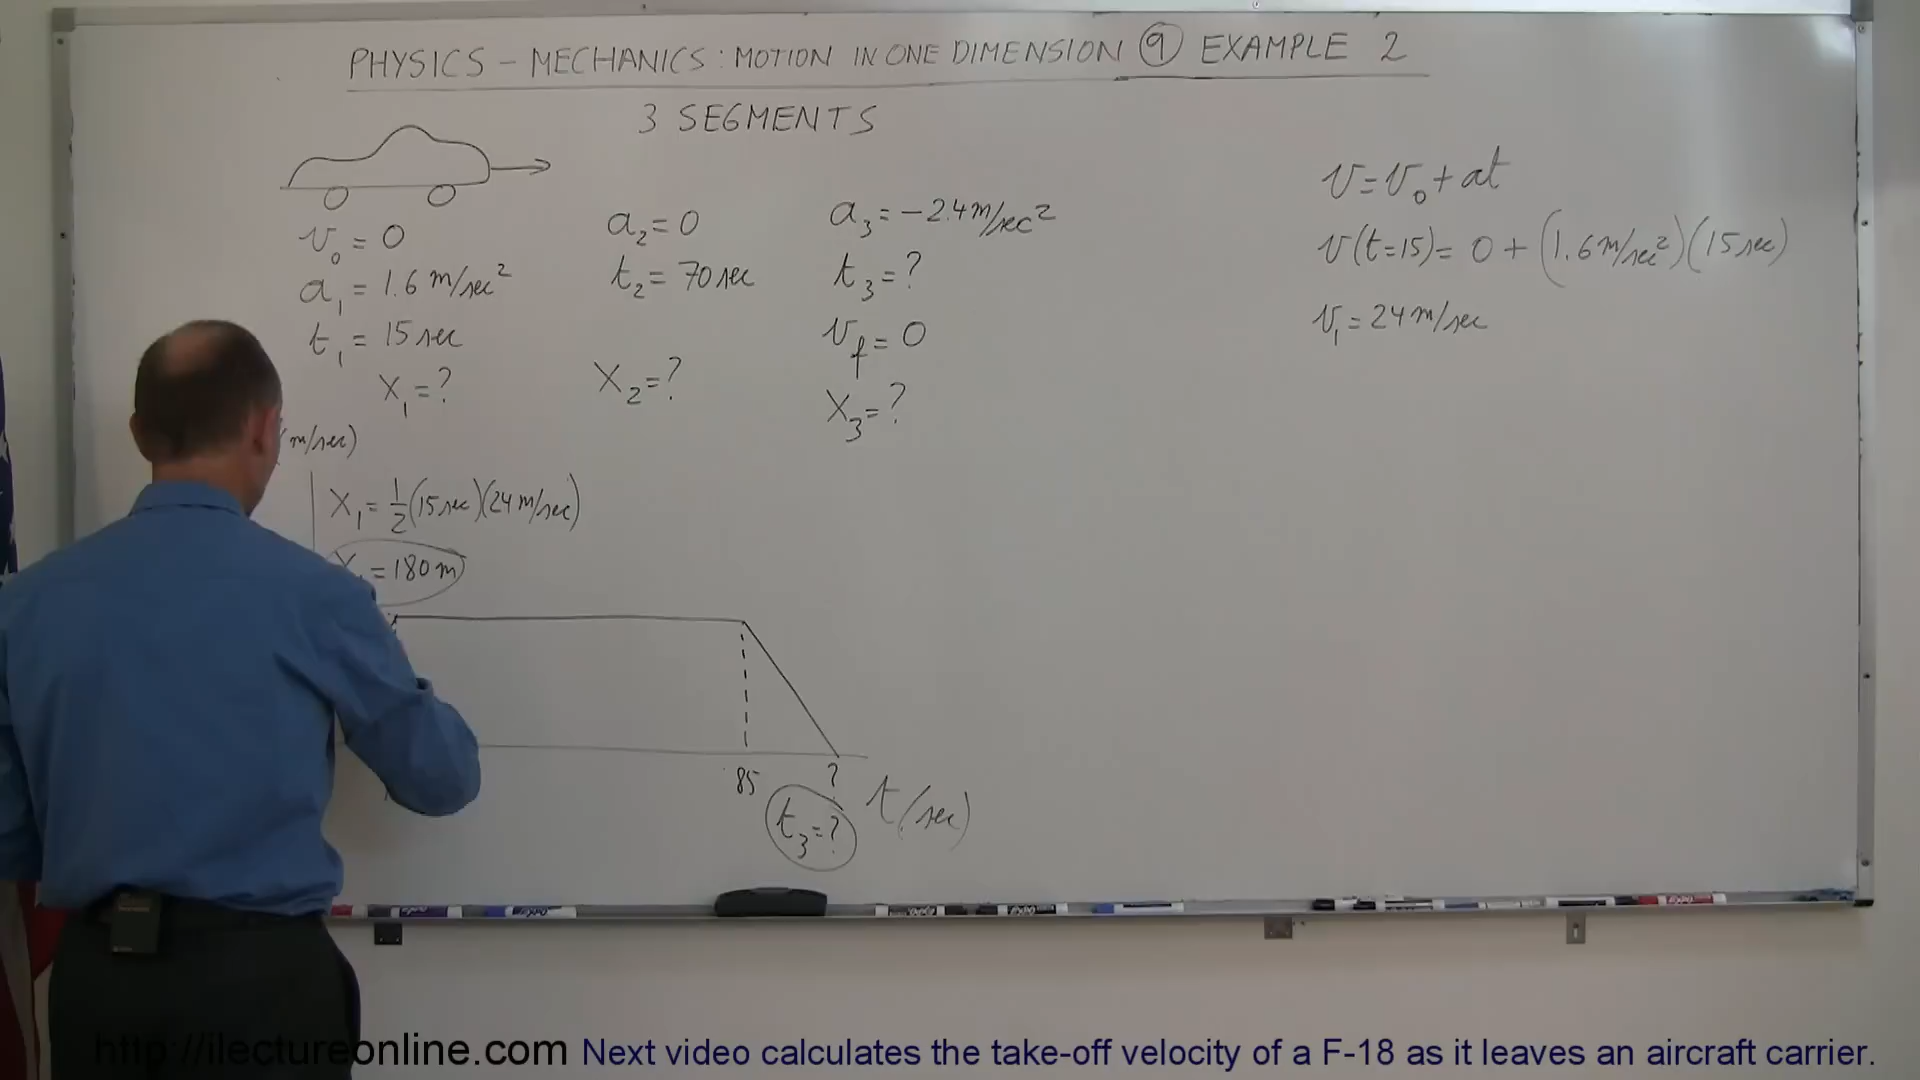 PHYSICS - MECHANICS: MOTION IN ONE DIMENSION ⑨ EXAMPLE 2
3 SEGMENTS
v₀ = 0
a₁ = 1.6 m/sec²
t₁ = 15 sec
x₁ = ?
a₂ = 0
t₂ = 70 sec
x₂ = ?
a₃ = -2.4 m/sec²
t₃ = ?
v_f = 0
x₃ = ?
v = v₀ + at
v(t=15) = 0 + (1.6 m/sec²)(15 sec)
v₁ = 24 m/sec
(m/sec)
x₁ = ½(15 sec)(24 m/sec)
= 180 m
85
?
t₃ = ?
t(sec)
http://ilectureonline.com Next video calculates the take-off velocity of a F-18 as it leaves an aircraft carrier.